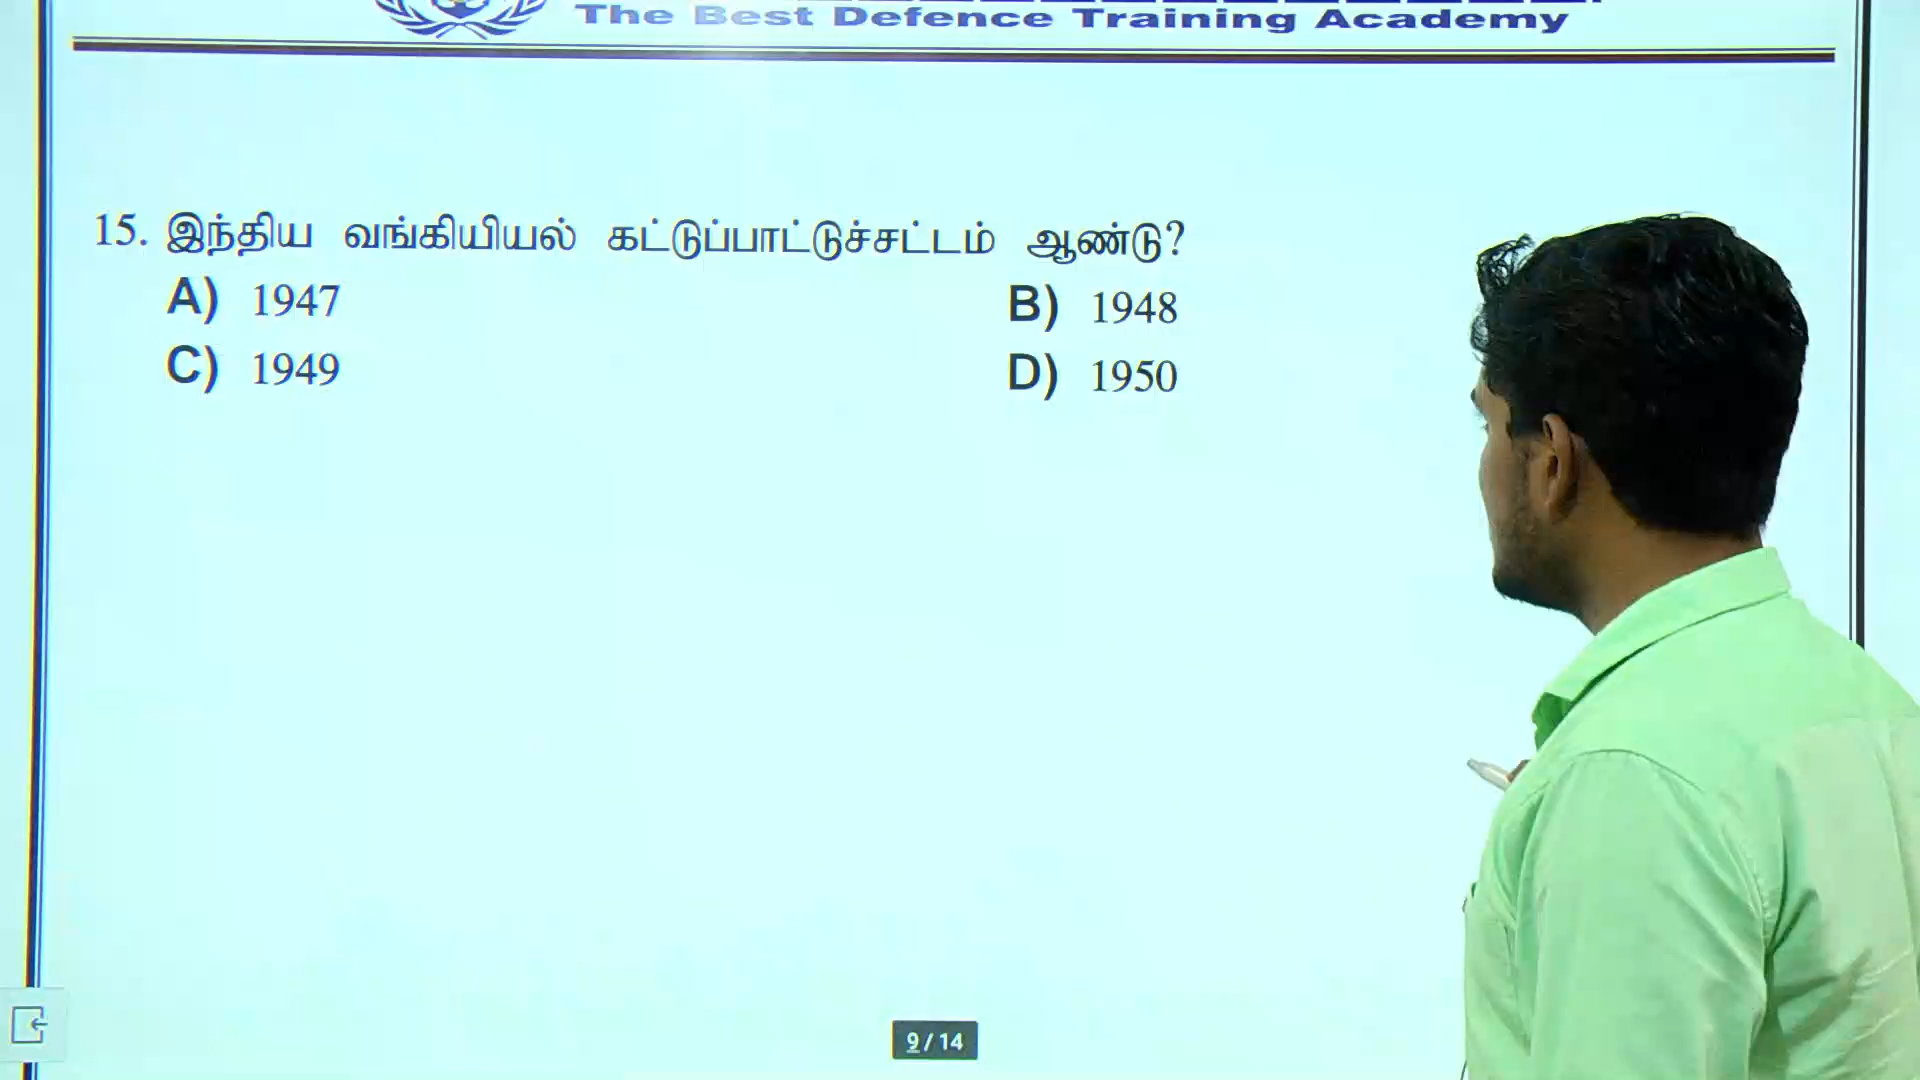 The Best Defence Training Academy
15. இந்திய வங்கியியல் கட்டுப்பாட்டுச்சட்டம் ஆண்டு?
A) 1947
B) 1948
C) 1949
D) 1950
9 / 14